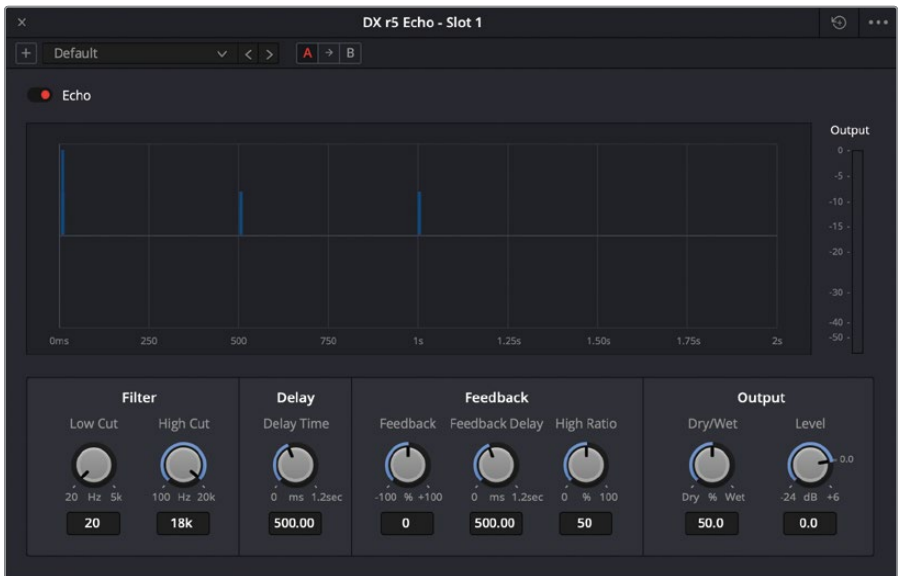 DX r5 Echo - Slot 1
Default
A
B
Echo
Output
0
-5
-10
-15
-20
-30
-40
-50
0ms 250 500 750 1s 1.25s 1.50s 1.75s 2s
Filter
Low Cut High Cut
20 Hz 5k 100 Hz 20k
20 18k
Delay
Delay Time
0 ms 1.2sec
500.00
Feedback
Feedback Feedback Delay High Ratio
-100 % +100 0 ms 1.2sec 0 % 100
0 500.00 50
Output
Dry/Wet Level
0.0
Dry % Wet -24 dB +6
50.0 0.0